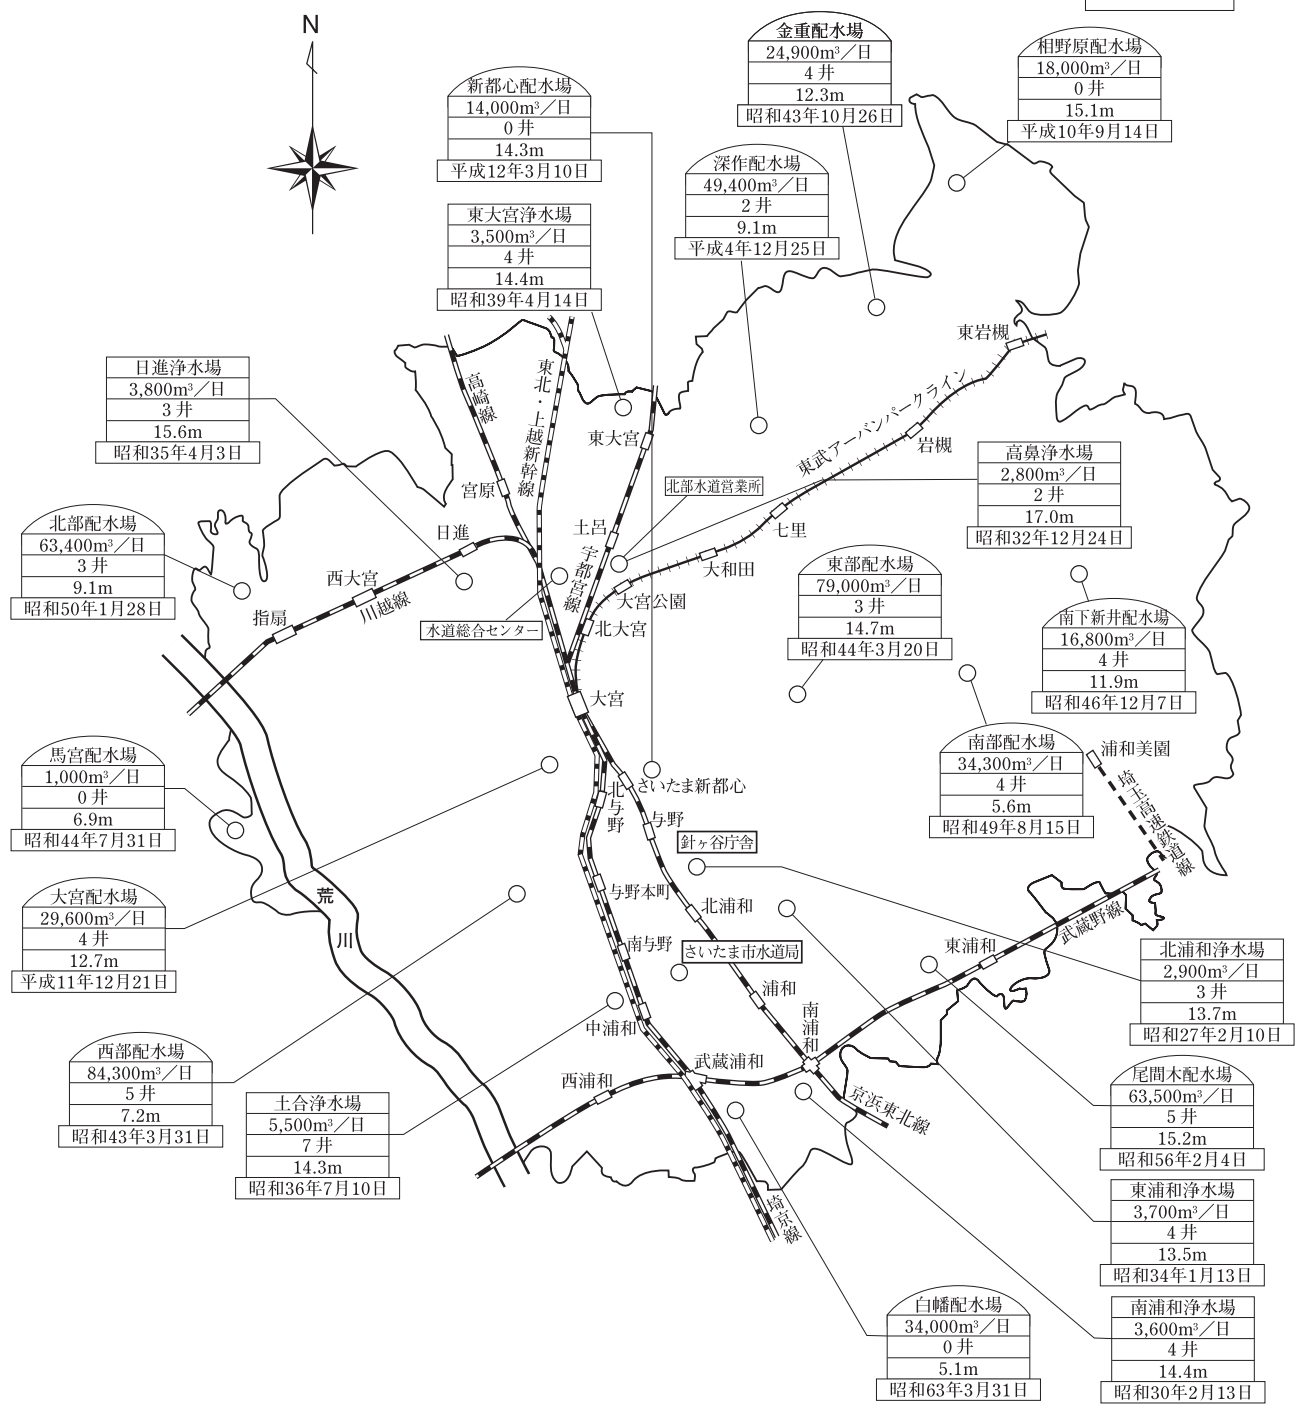 N
金重配水場
24,900m³／日
4 井
12.3m
昭和43年10月26日
相野原配水場
18,000m³／日
0 井
15.1m
平成10年9月14日
新都心配水場
14,000m³／日
0 井
14.3m
平成12年3月10日
深作配水場
49,400m³／日
2 井
9.1m
平成4年12月25日
東大宮浄水場
3,500m³／日
4 井
14.4m
昭和39年4月14日
日進浄水場
3,800m³／日
3 井
15.6m
昭和35年4月3日
高鼻浄水場
2,800m³／日
2 井
17.0m
昭和32年12月24日
北部配水場
63,400m³／日
3 井
9.1m
昭和50年1月28日
東部配水場
79,000m³／日
3 井
14.7m
昭和44年3月20日
南下新井配水場
16,800m³／日
4 井
11.9m
昭和46年12月7日
南部配水場
34,300m³／日
4 井
5.6m
昭和49年8月15日
馬宮配水場
1,000m³／日
0 井
6.9m
昭和44年7月31日
大宮配水場
29,600m³／日
4 井
12.7m
平成11年12月21日
西部配水場
84,300m³／日
5 井
7.2m
昭和43年3月31日
土合浄水場
5,500m³／日
7 井
14.3m
昭和36年7月10日
北浦和浄水場
2,900m³／日
3 井
13.7m
昭和27年2月10日
尾間木配水場
63,500m³／日
5 井
15.2m
昭和56年2月4日
東浦和浄水場
3,700m³／日
4 井
13.5m
昭和34年1月13日
南浦和浄水場
3,600m³／日
4 井
14.4m
昭和30年2月13日
白幡配水場
34,000m³／日
0 井
5.1m
昭和63年3月31日
東岩槻
東武アーバンパークライン
岩槻
高崎線
東北・上越新幹線
東大宮
宮原
北部水道営業所
七里
日進
土呂
宇都宮線
大和田
西大宮
川越線
大宮公園
指扇
水道総合センター
北大宮
大宮
浦和美園
埼玉高速鉄道線
さいたま新都心
北与野
与野
針ヶ谷庁舎
与野本町
荒川
北浦和
武蔵野線
南与野
さいたま市水道局
東浦和
浦和
南浦和
中浦和
武蔵浦和
西浦和
京浜東北線
埼京線